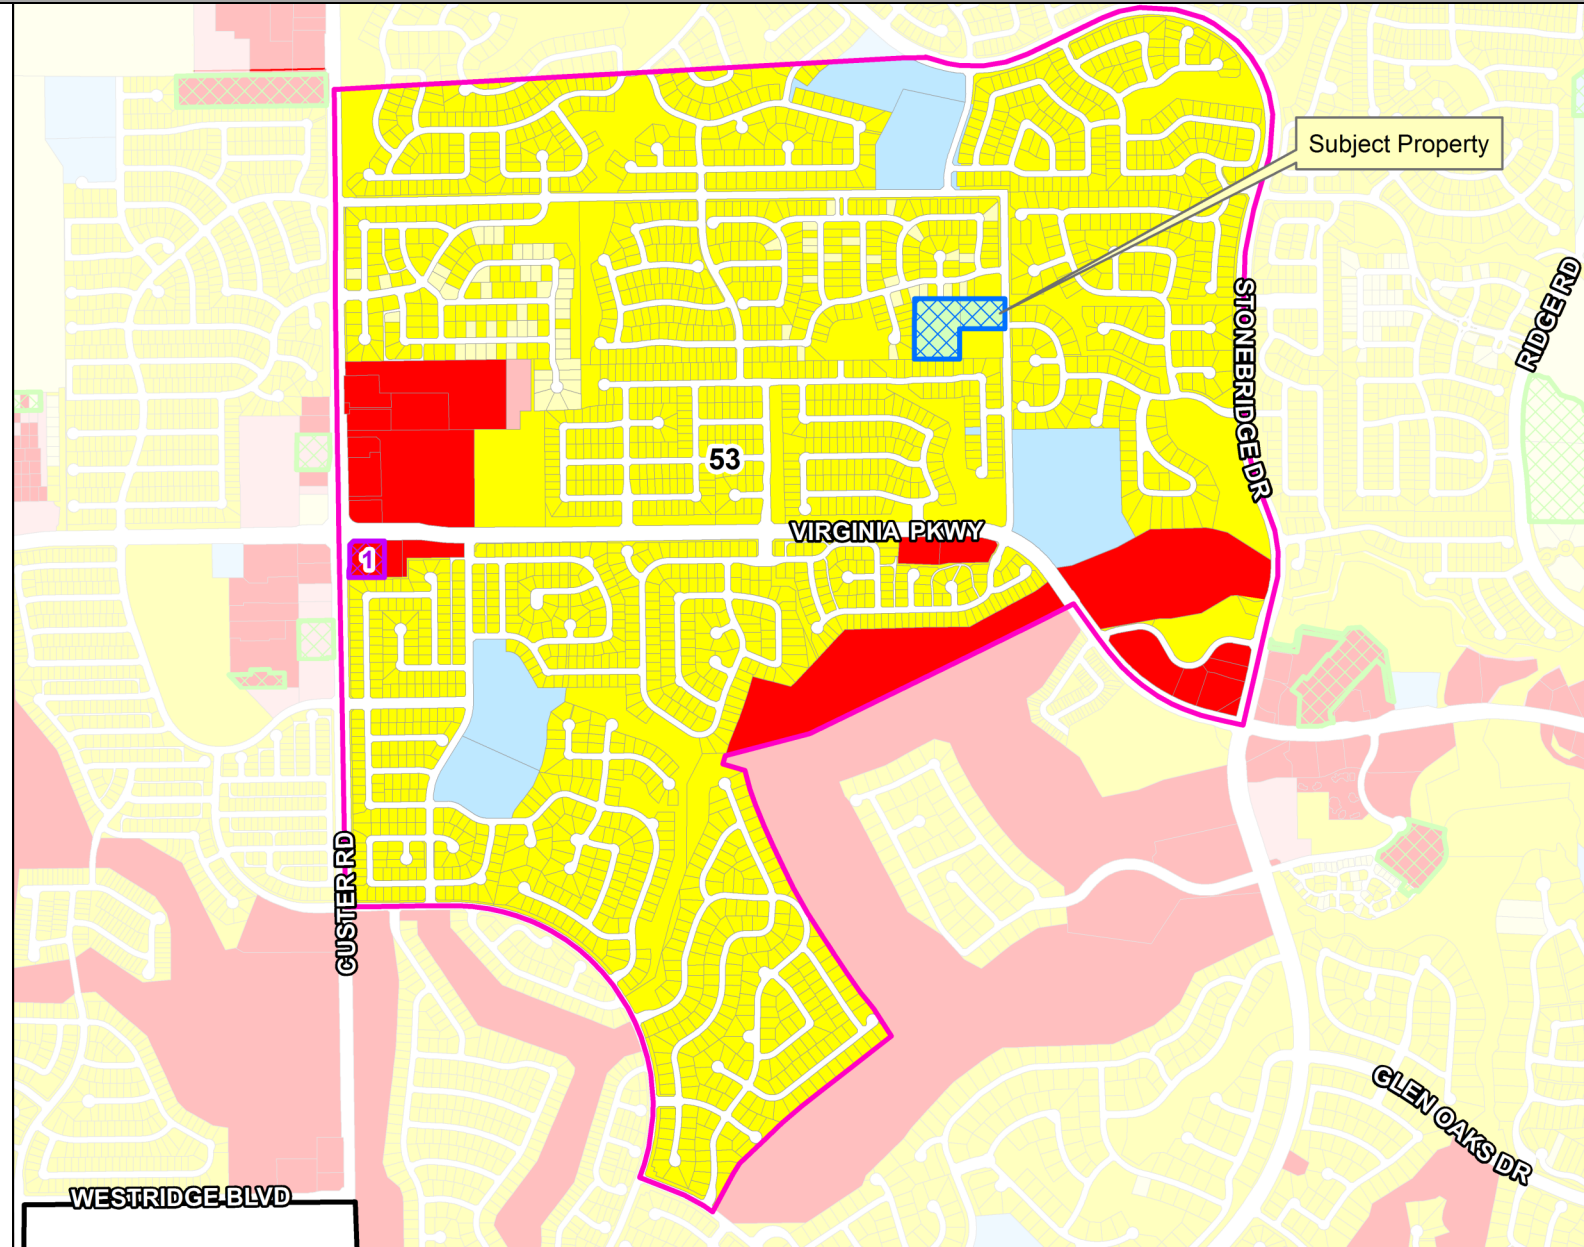 Subject Property
RIDGE RD
STONEBRIDGE DR
53
VIRGINIA PKWY
1
CUSTER RD
GLEN OAKS DR
WESTRIDGE BLVD